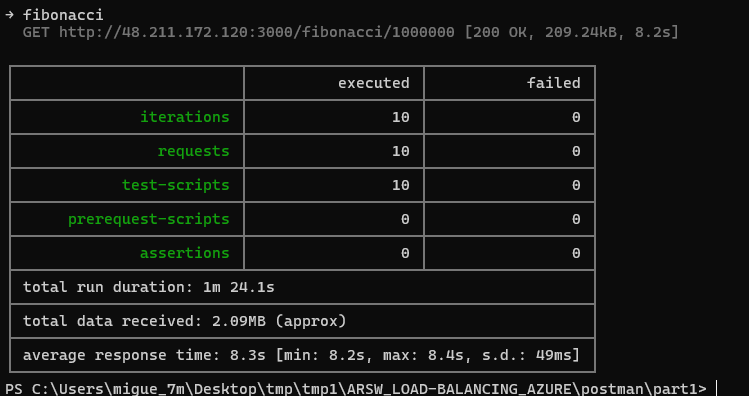 → fibonacci
GET http://48.211.172.120:3000/fibonacci/1000000 [200 OK, 209.24kB, 8.2s]
executed failed
iterations 10 0
requests 10 0
test-scripts 10 0
prerequest-scripts 0 0
assertions 0 0
total run duration: 1m 24.1s
total data received: 2.09MB (approx)
average response time: 8.3s [min: 8.2s, max: 8.4s, s.d.: 49ms]
PS C:\Users\migue_7m\Desktop\tmp\tmp1\ARSW_LOAD-BALANCING_AZURE\postman\part1>